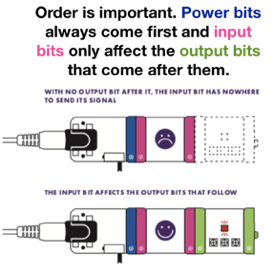 Order is important. Power bits
always come first and input
bits only affect the output bits
that come after them.
WITH NO OUTPUT BIT AFTER IT, THE INPUT BIT HAS NOWHERE
TO SEND ITS SIGNAL
THE INPUT BIT AFFECTS THE OUTPUT BITS THAT FOLLOW